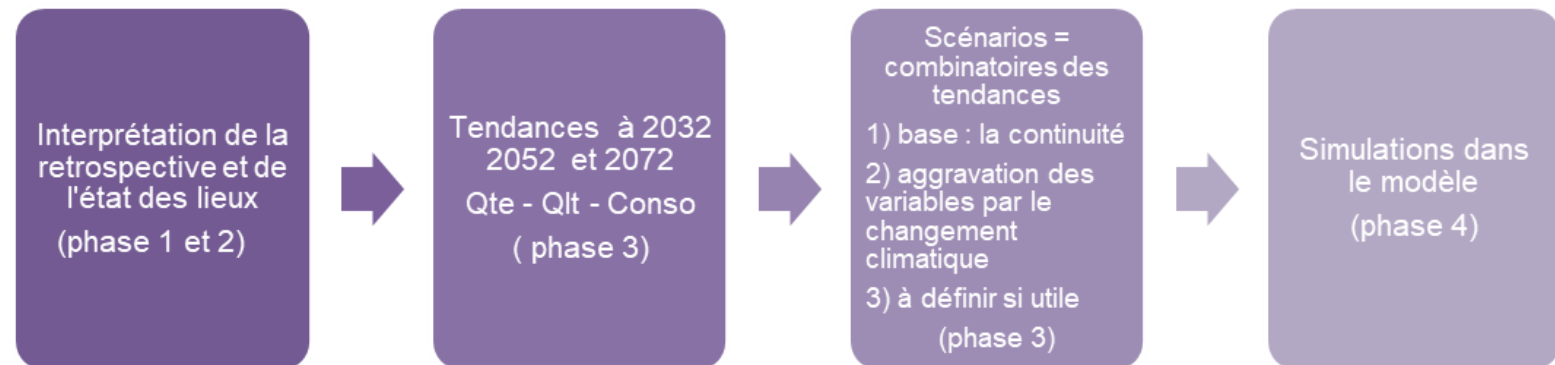 Interprétation de la
retrospective et de
l'état des lieux
(phase 1 et 2)
Tendances à 2032
2052 et 2072
Qte - Qlt - Conso
( phase 3)
Scénarios =
combinatoires des
tendances
1) base : la continuité
2) aggravation des
variables par le
changement
climatique
3) à définir si utile
(phase 3)
Simulations dans
le modèle
(phase 4)